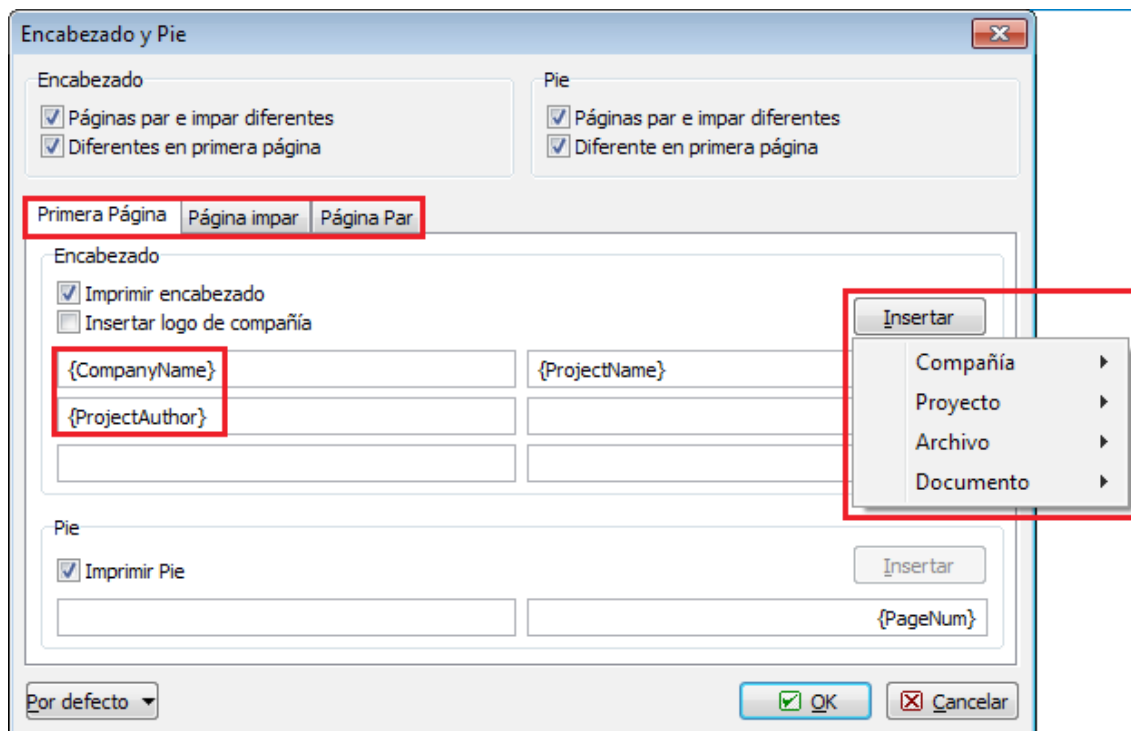 Encabezado y Pie
Encabezado
Páginas par e impar diferentes
Diferentes en primera página
Pie
Páginas par e impar diferentes
Diferente en primera página
Primera Página Página impar Página Par
Encabezado
Imprimir encabezado
Insertar logo de compañía
Insertar
{CompanyName} {ProjectName}
{ProjectAuthor}
Compañía
Proyecto
Archivo
Documento
Pie
Imprimir Pie
Insertar
{PageNum}
Por defecto OK Cancelar